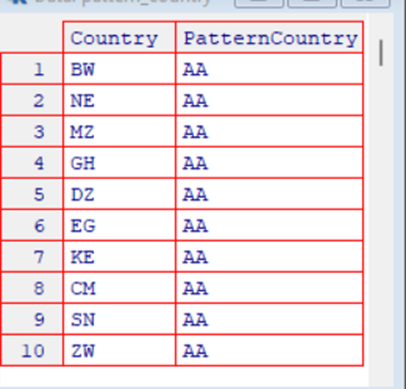 Data: pattern_country
Country PatternCountry
1 BW AA
2 NE AA
3 MZ AA
4 GH AA
5 DZ AA
6 EG AA
7 KE AA
8 CM AA
9 SN AA
10 ZW AA